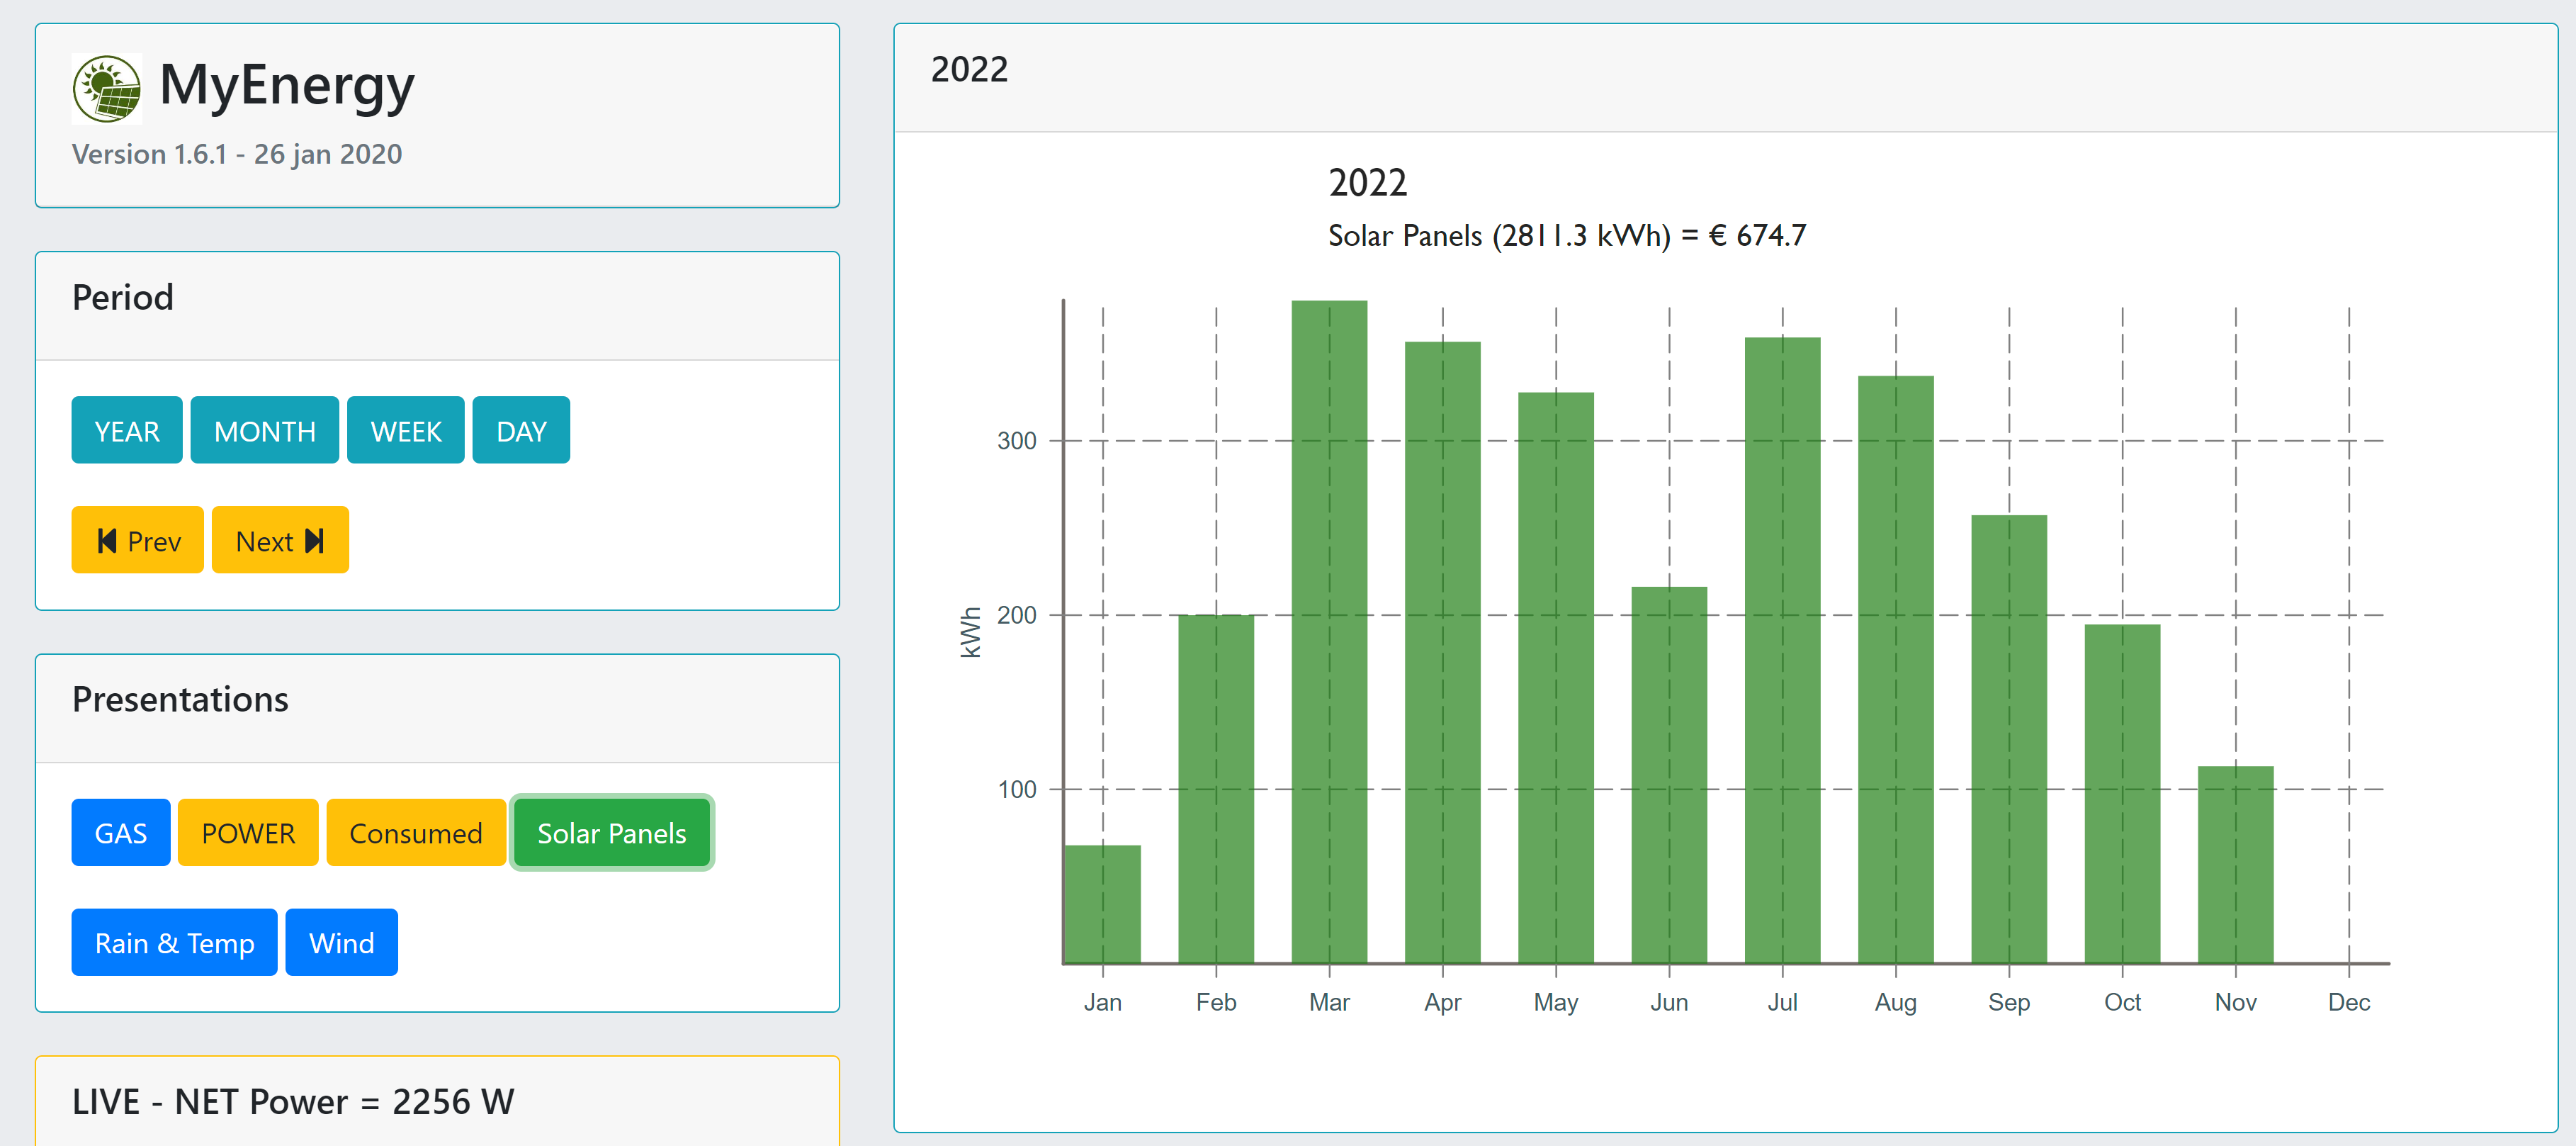 MyEnergy
Version 1.6.1 - 26 jan 2020
Period
YEAR MONTH WEEK DAY
Prev Next
Presentations
GAS POWER Consumed Solar Panels
Rain & Temp Wind
LIVE - NET Power = 2256 W
2022
2022
Solar Panels (2811.3 kWh) = € 674.7
300
200
100
kWh
Jan Feb Mar Apr May Jun Jul Aug Sep Oct Nov Dec